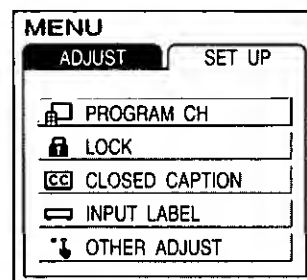 MENU
ADJUST SET UP
PROGRAM CH
LOCK
CC CLOSED CAPTION
INPUT LABEL
OTHER ADJUST